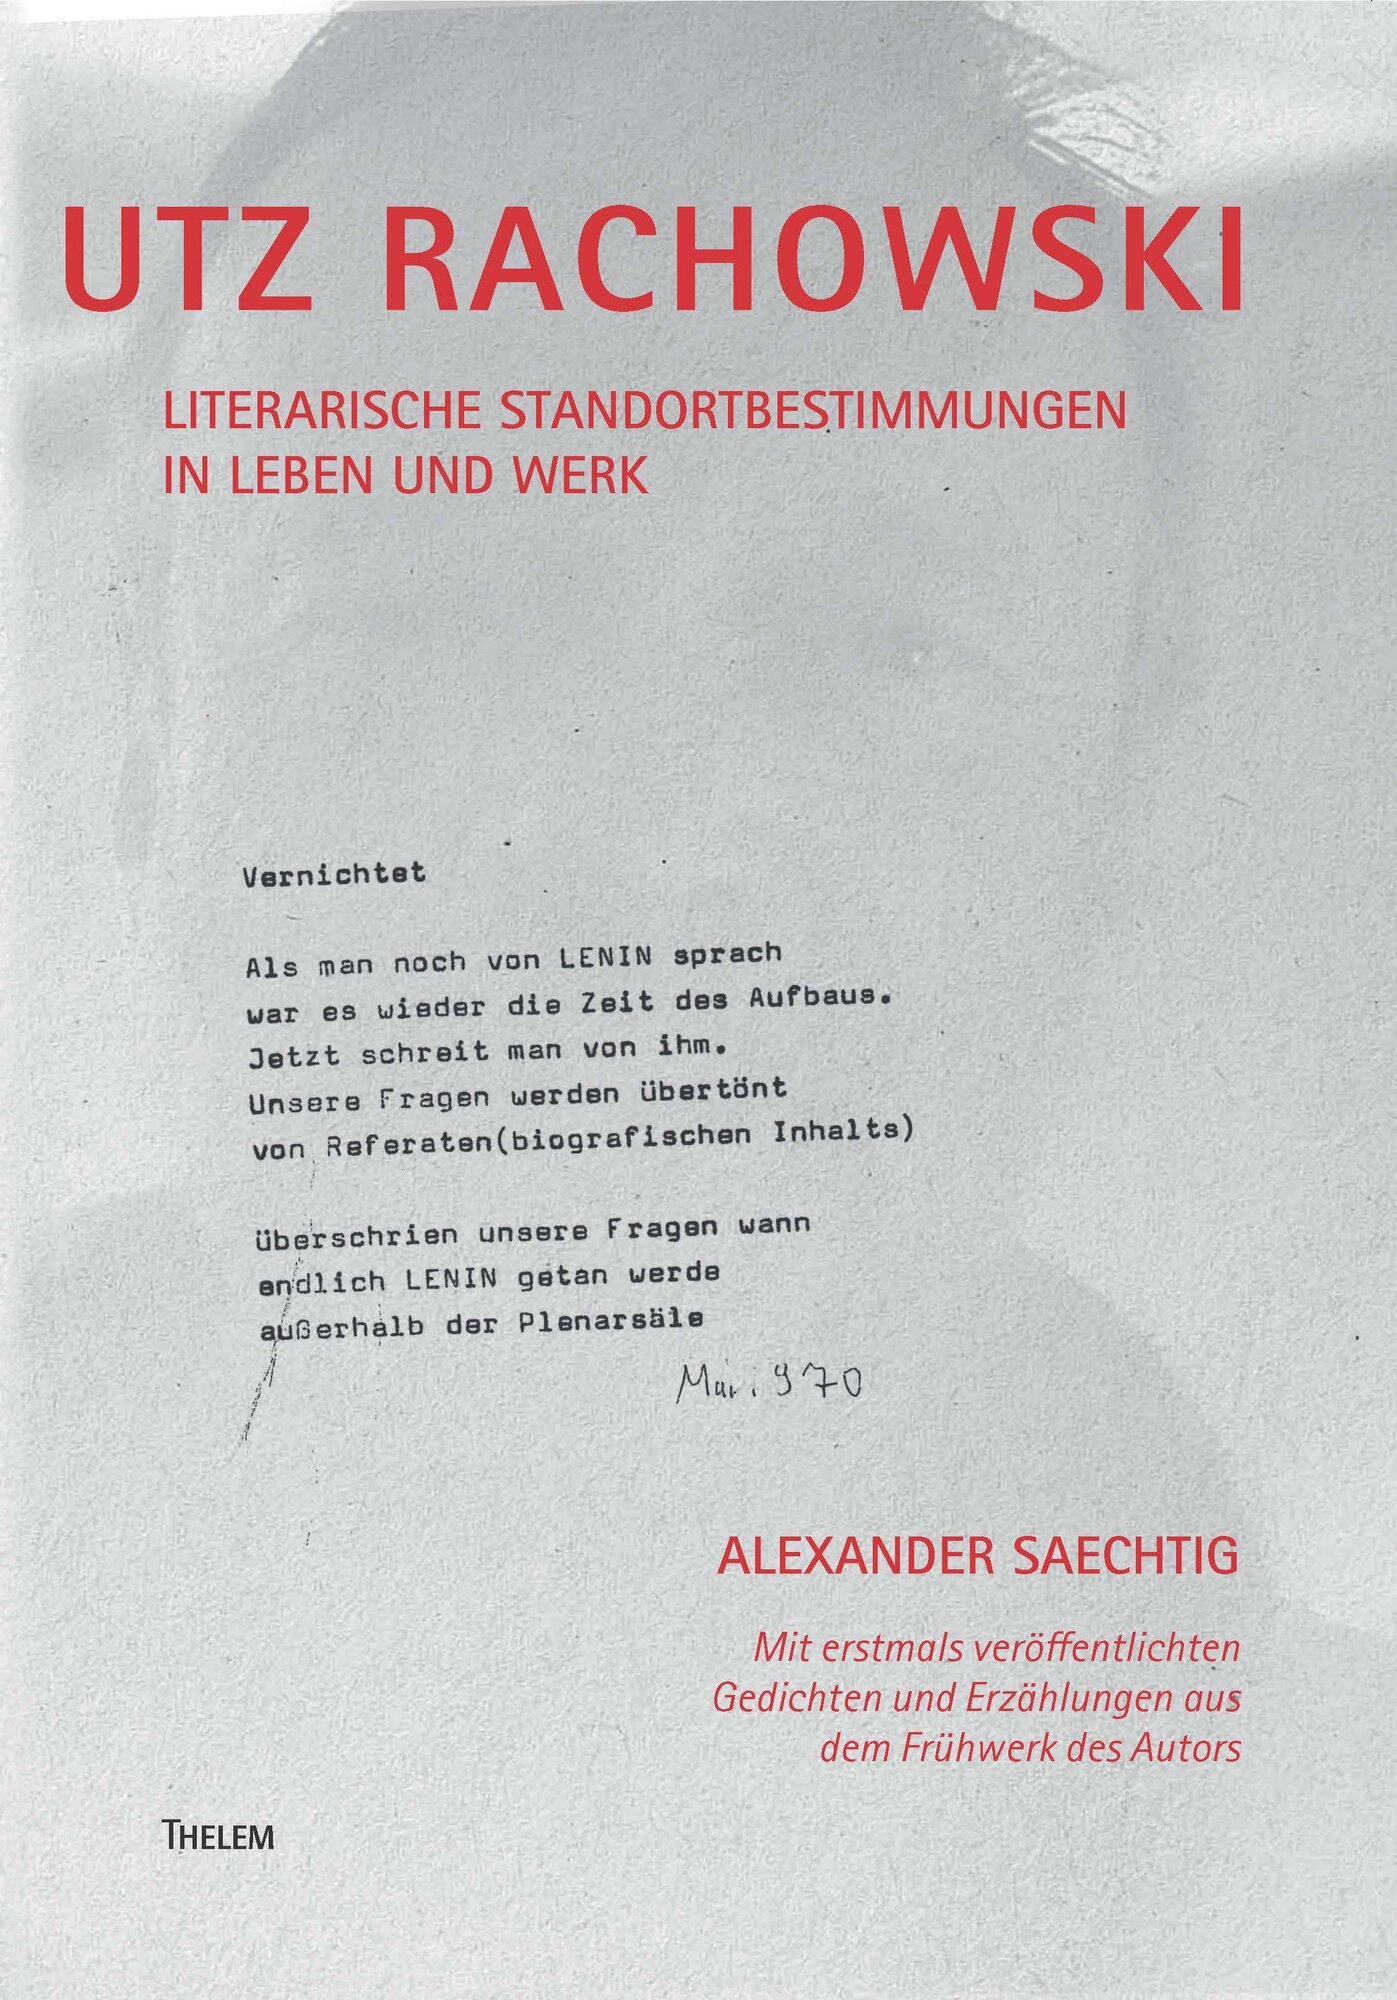 UTZ RACHOWSKI
LITERARISCHE STANDORTBESTIMMUNGEN
IN LEBEN UND WERK
Vernichtet
Als man noch von LENIN sprach
war es wieder die Zeit des Aufbaus.
Jetzt schreit man von ihm.
Unsere Fragen werden übertönt
von Referaten(biografischen Inhalts)
überschrien unsere Fragen wann
endlich LENIN getan werde
außerhalb der Plenarsäle
970
ALEXANDER SAECHTIG
Mit erstmals veröffentlichten
Gedichten und Erzählungen aus
dem Frühwerk des Autors
THELEM